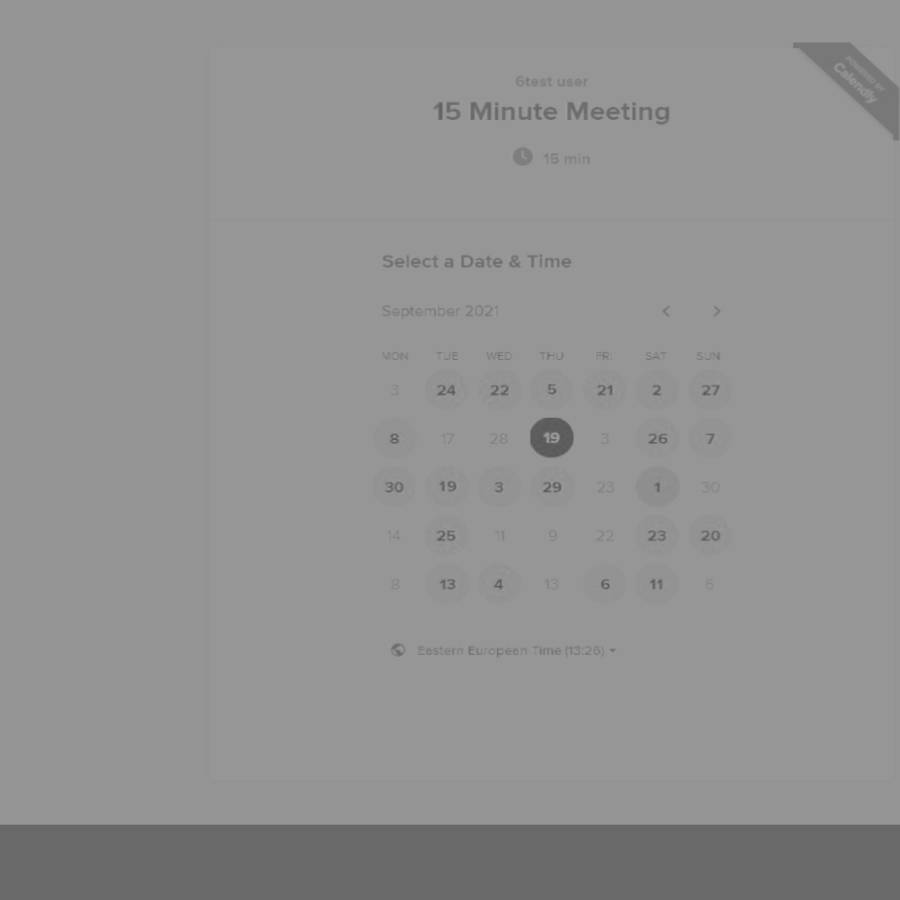 POWERED BY
Calendly
6test user
15 Minute Meeting
15 min
Select a Date & Time
September 2021
MON TUE WED THU FRI SAT SUN
3 24 22 5 21 2 27
8 17 28 19 3 26 7
30 19 3 29 23 1 30
14 25 11 9 22 23 20
8 13 4 13 6 11 6
Eastern European Time (13:26)